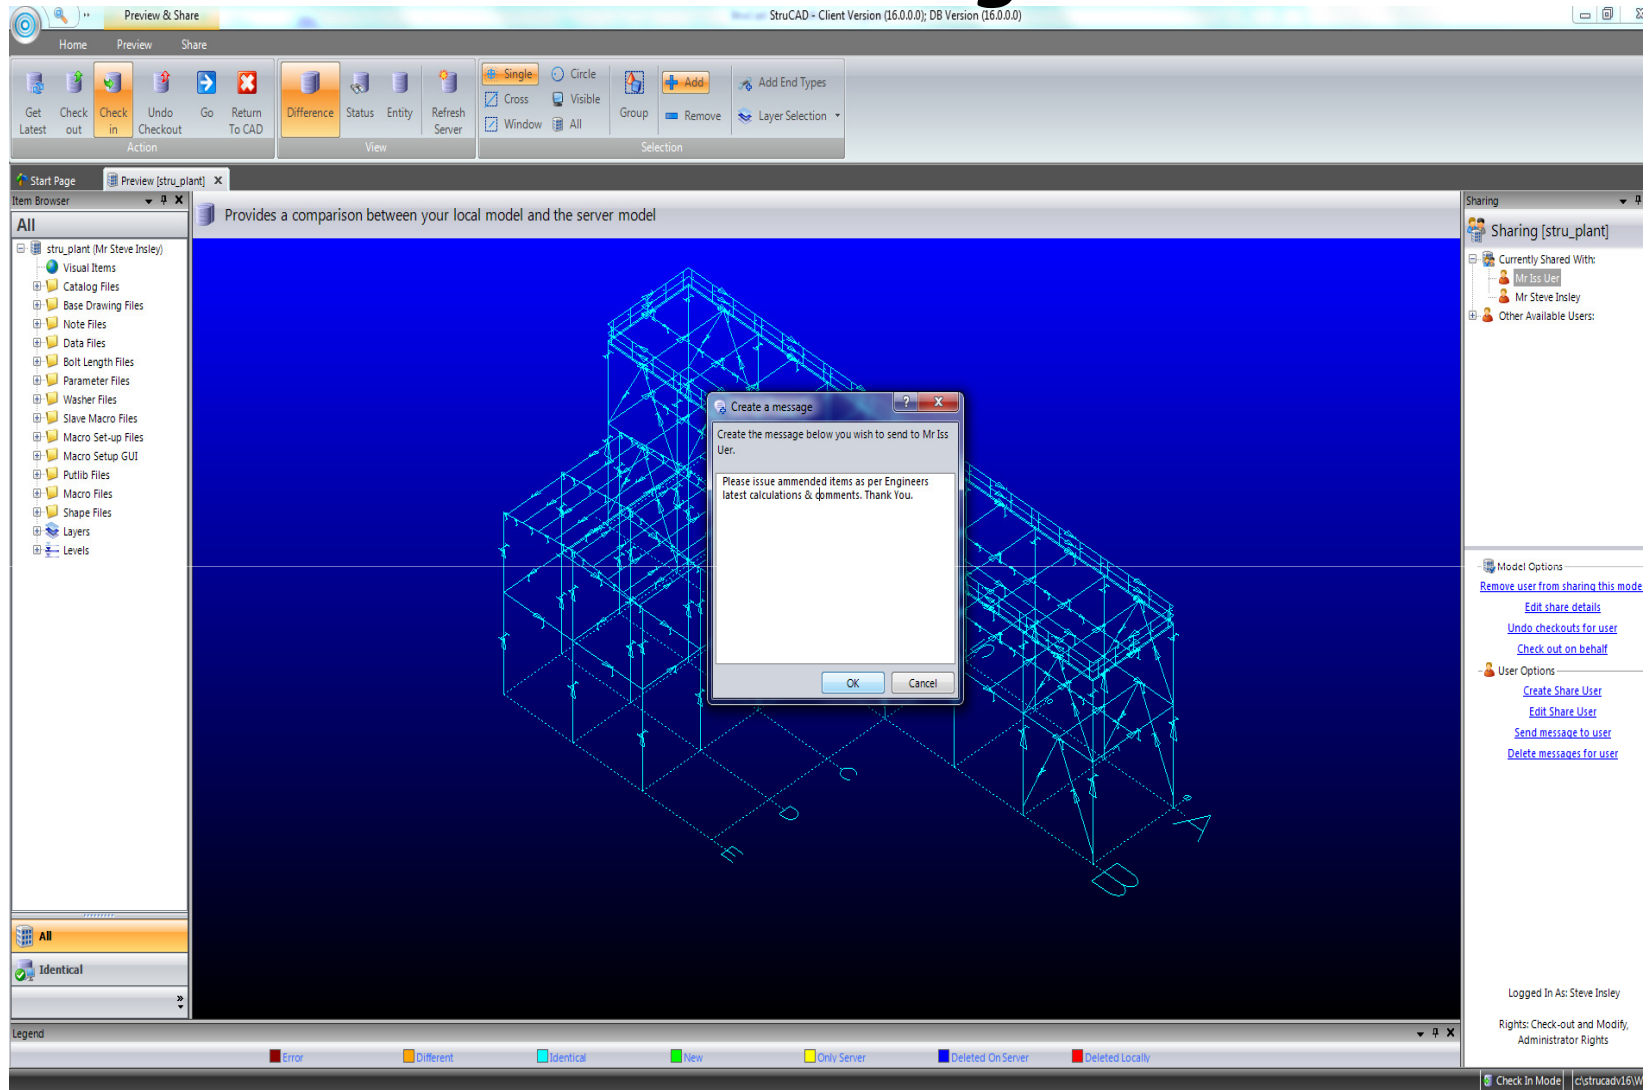 Preview & Share
StruCAD - Client Version (16.0.0.0); DB Version (16.0.0.0)
Home Preview Share
Get Latest
Check out
Check in
Undo Checkout
Go
Return To CAD
Action
Difference
Status
Entity
Refresh Server
View
Single
Circle
Cross
Visible
Window
All
Group
Add
Remove
Add End Types
Layer Selection
Selection
Start Page
Preview [stru_plant] X
Item Browser
All
stru_plant (Mr Steve Insley)
Visual Items
Catalog Files
Base Drawing Files
Note Files
Data Files
Bolt Length Files
Parameter Files
Washer Files
Slave Macro Files
Macro Set-up Files
Macro Setup GUI
Putlib Files
Macro Files
Shape Files
Layers
Levels
All
Identical
Provides a comparison between your local model and the server model
Create a message
Create the message below you wish to send to Mr Iss
Uer.
Please issue ammended items as per Engineers
latest calculations & comments. Thank You.
OK Cancel
E
D
C
B
A
Sharing
Sharing [stru_plant]
Currently Shared With:
Mr Iss Uer
Mr Steve Insley
Other Available Users:
Model Options
Remove user from sharing this mode
Edit share details
Undo checkouts for user
Check out on behalf
User Options
Create Share User
Edit Share User
Send message to user
Delete messages for user
Logged In As: Steve Insley
Rights: Check-out and Modify,
Administrator Rights
Legend
Error Different Identical New Only Server Deleted On Server Deleted Locally
Check In Mode c:\strucadv16\W